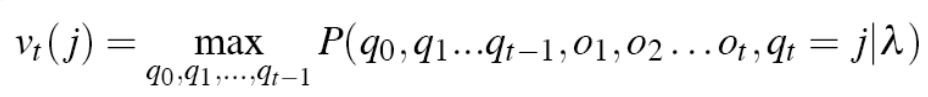 v_t(j) = max_{q_0,q_1,...,q_{t−1}} P(q_0,q_1...q_{t−1},o_1,o_2...o_t,q_t = j|λ)